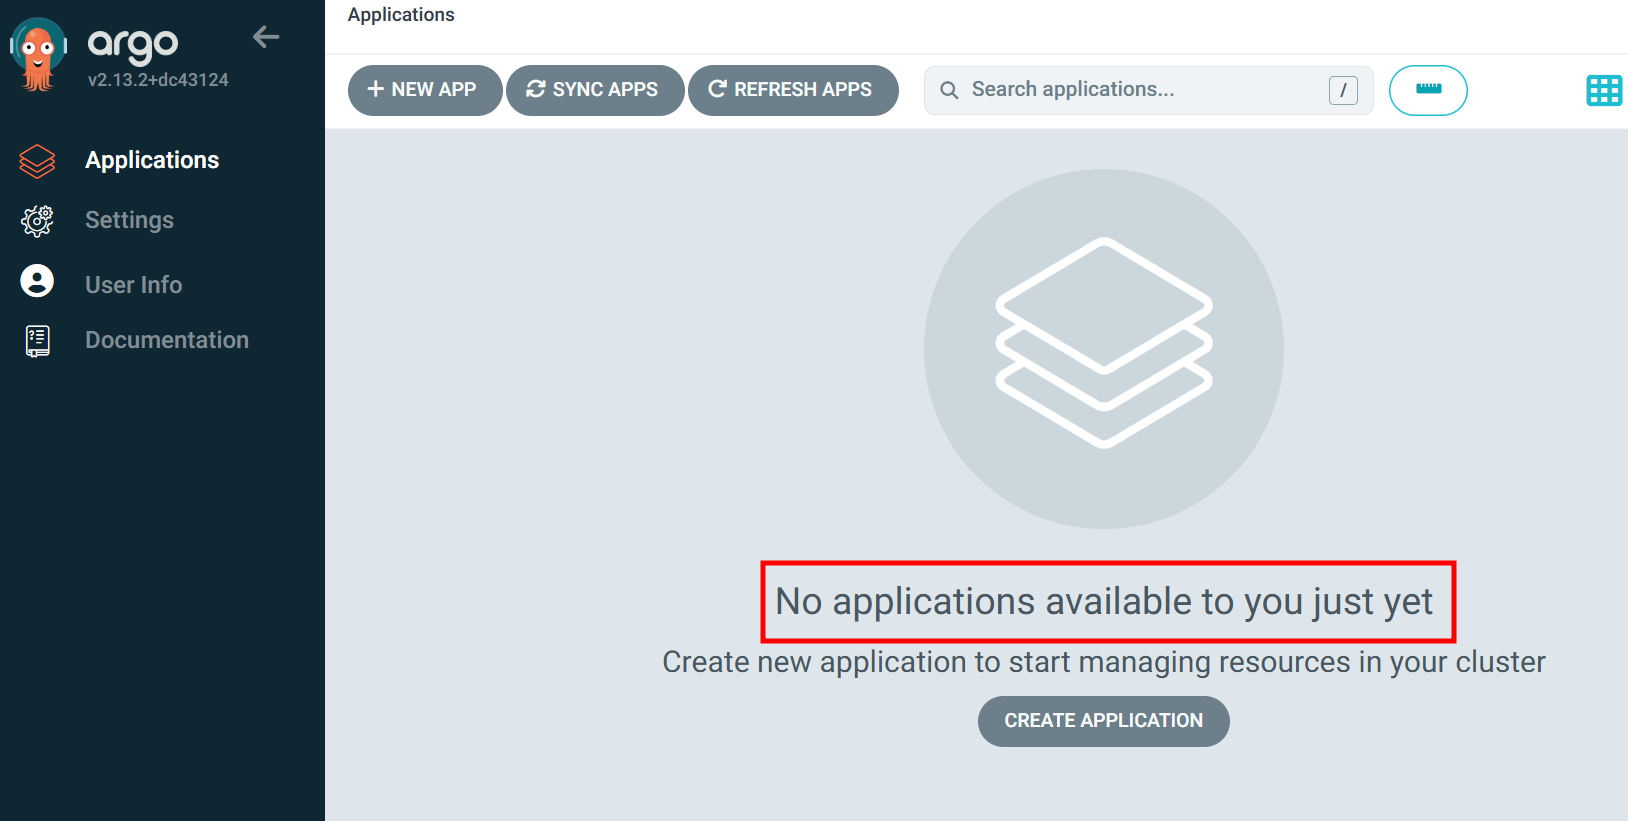 argo
v2.13.2+dc43124
Applications
Settings
User Info
Documentation
Applications
NEW APP
SYNC APPS
REFRESH APPS
Search applications...
/
No applications available to you just yet
Create new application to start managing resources in your cluster
CREATE APPLICATION